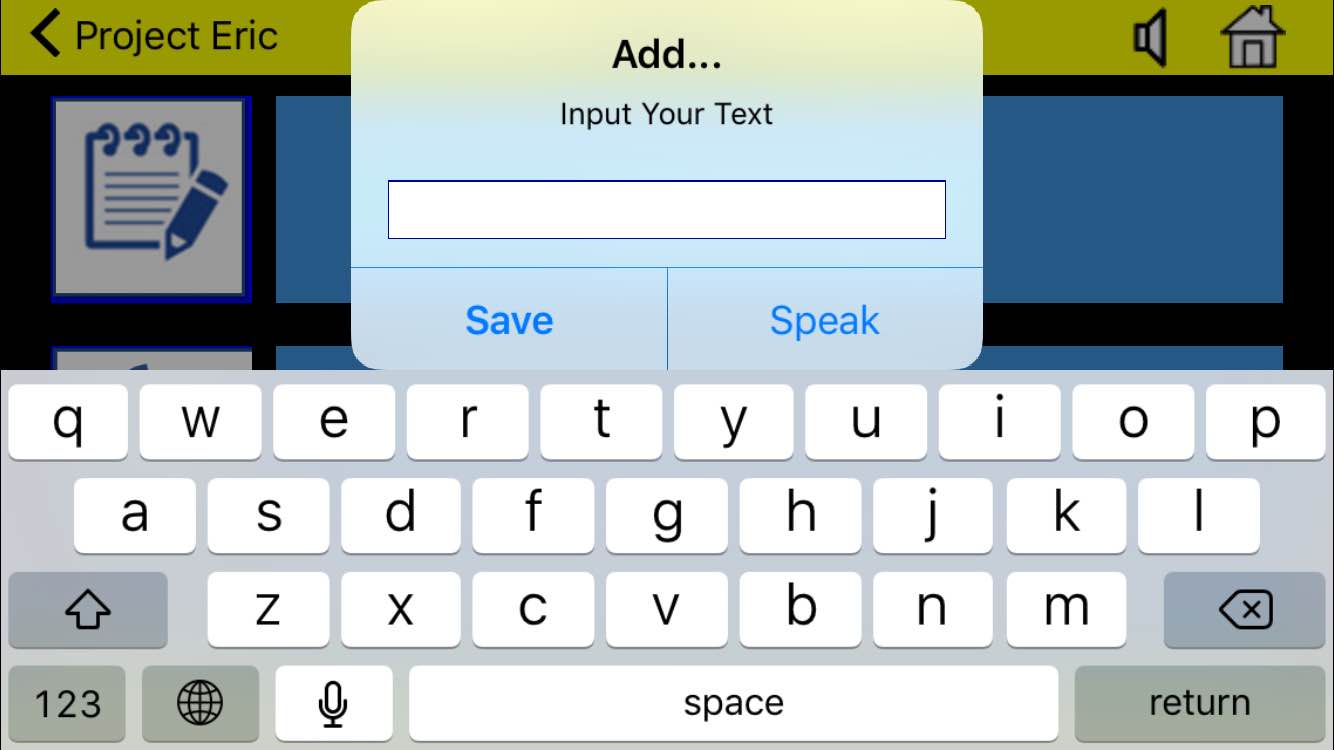 Project Eric
Add...
Input Your Text
Save Speak
q w e r t y u i o p
a s d f g h j k l
z x c v b n m
123 space return